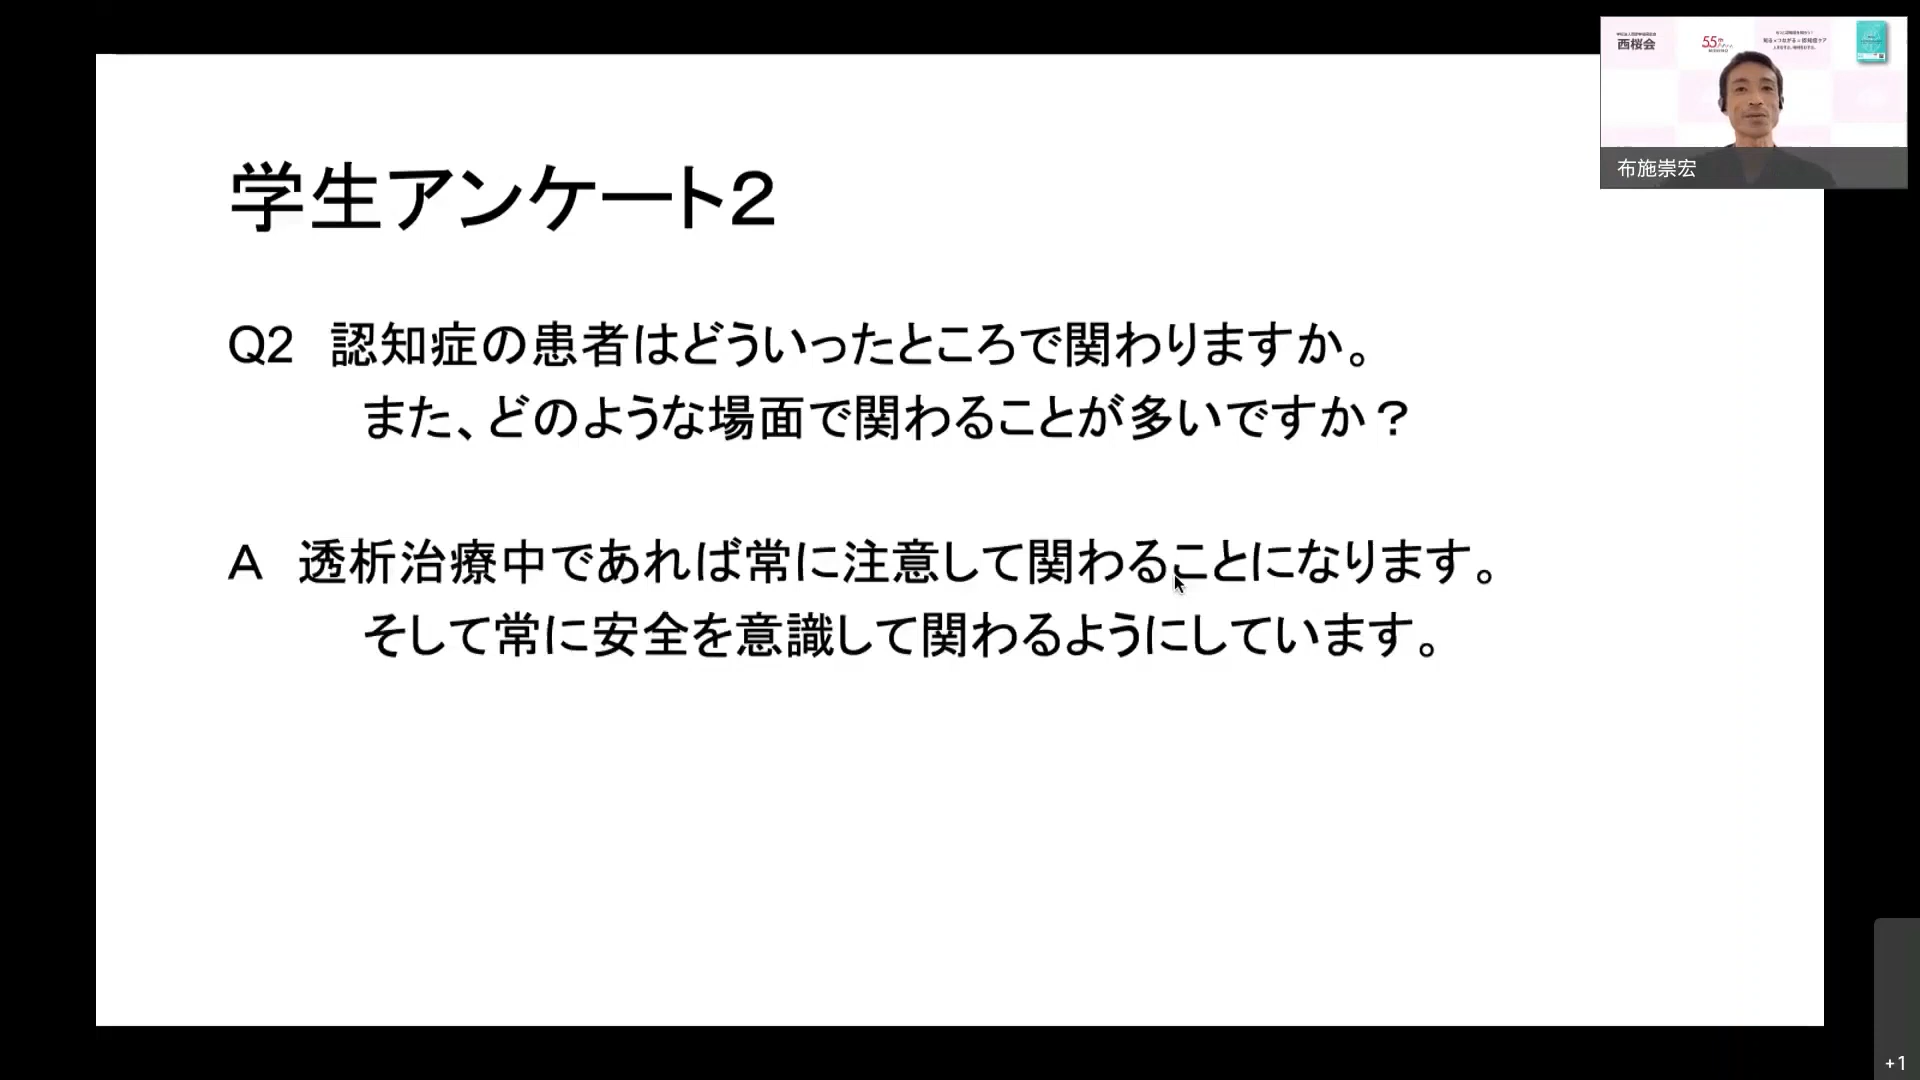 学生アンケート２
Q2　認知症の患者はどういったところで関わりますか。
また、どのような場面で関わることが多いですか？
A　透析治療中であれば常に注意して関わることになります。
そして常に安全を意識して関わるようにしています。
西桜会
55th
布施崇宏
+1